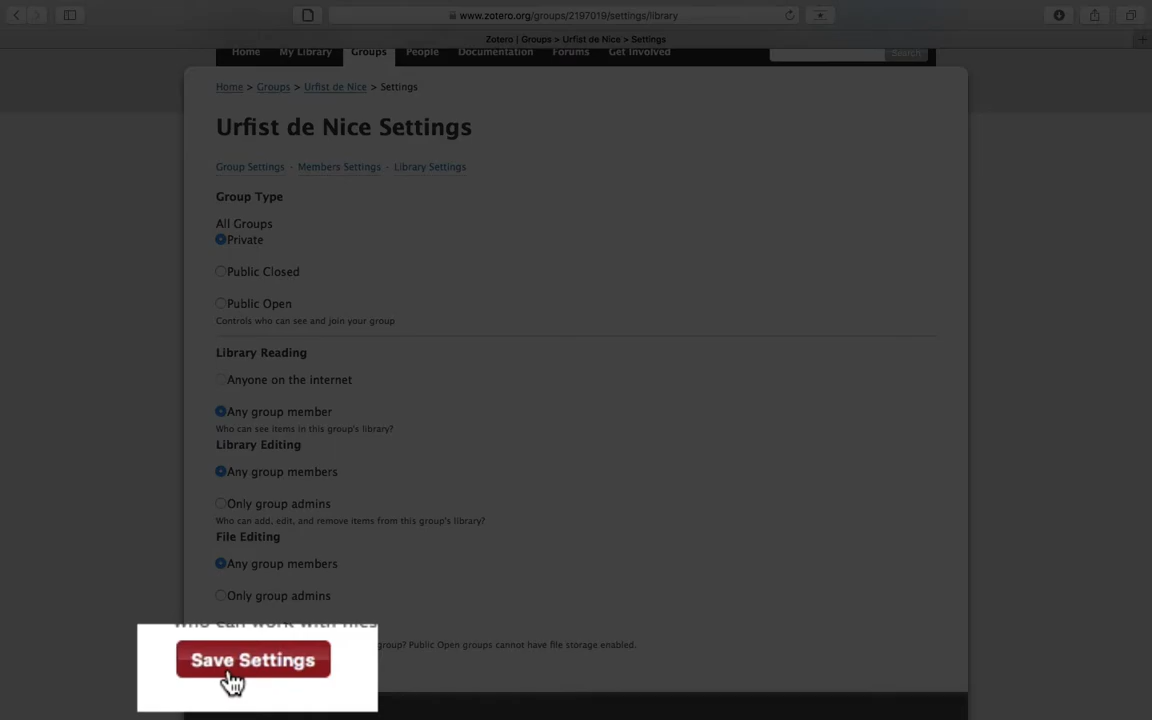 www.zotero.org/groups/2197019/settings/library
Zotero | Groups > Urfist de Nice > Settings
Home My Library Groups People Documentation Forums Get Involved Search
Home > Groups > Urfist de Nice > Settings
Urfist de Nice Settings
Group Settings - Members Settings - Library Settings
Group Type
All Groups
Private
Public Closed
Public Open
Controls who can see and join your group
Library Reading
Anyone on the internet
Any group member
Who can see items in this group's library?
Library Editing
Any group members
Only group admins
Who can add, edit, and remove items from this group's library?
File Editing
Any group members
Only group admins
Who can work with files
group? Public Open groups cannot have file storage enabled.
Save Settings